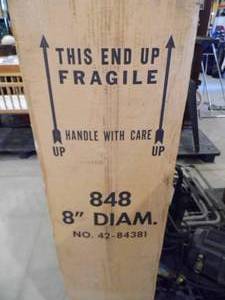 THIS END UP
FRAGILE
HANDLE WITH CARE
UP UP
848
8" DIAM.
NO. 42-84381